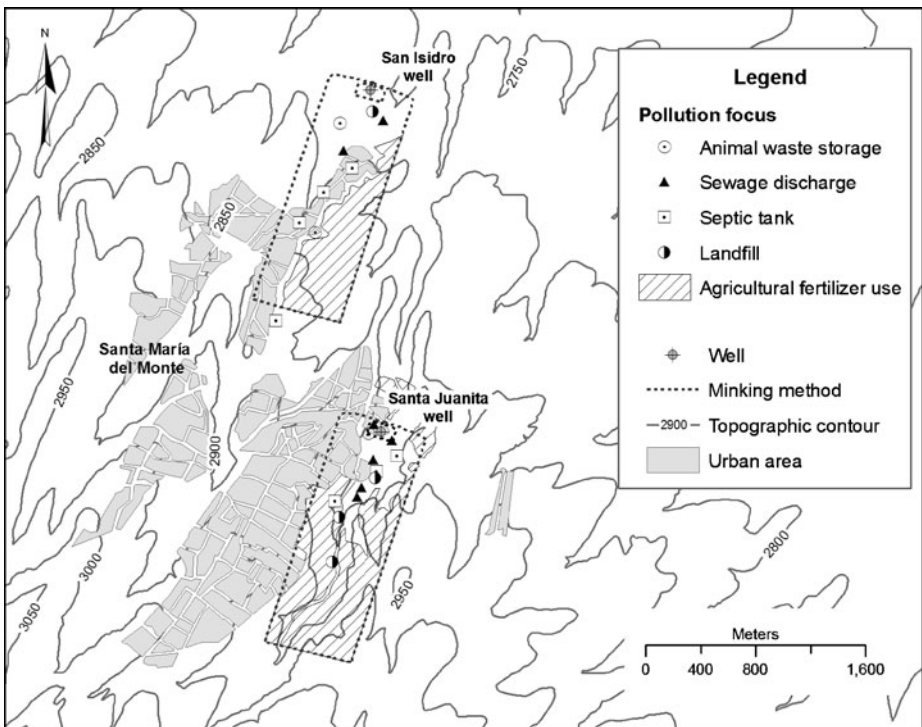 N
San Isidro
well
2750
2850
2850
Santa María
del Monte
2950
2900
Santa Juanita
well
3000
3050
2950
2800
Legend
Pollution focus
Animal waste storage
Sewage discharge
Septic tank
Landfill
Agricultural fertilizer use
Well
Minking method
2900 Topographic contour
Urban area
Meters
0 400 800 1,600